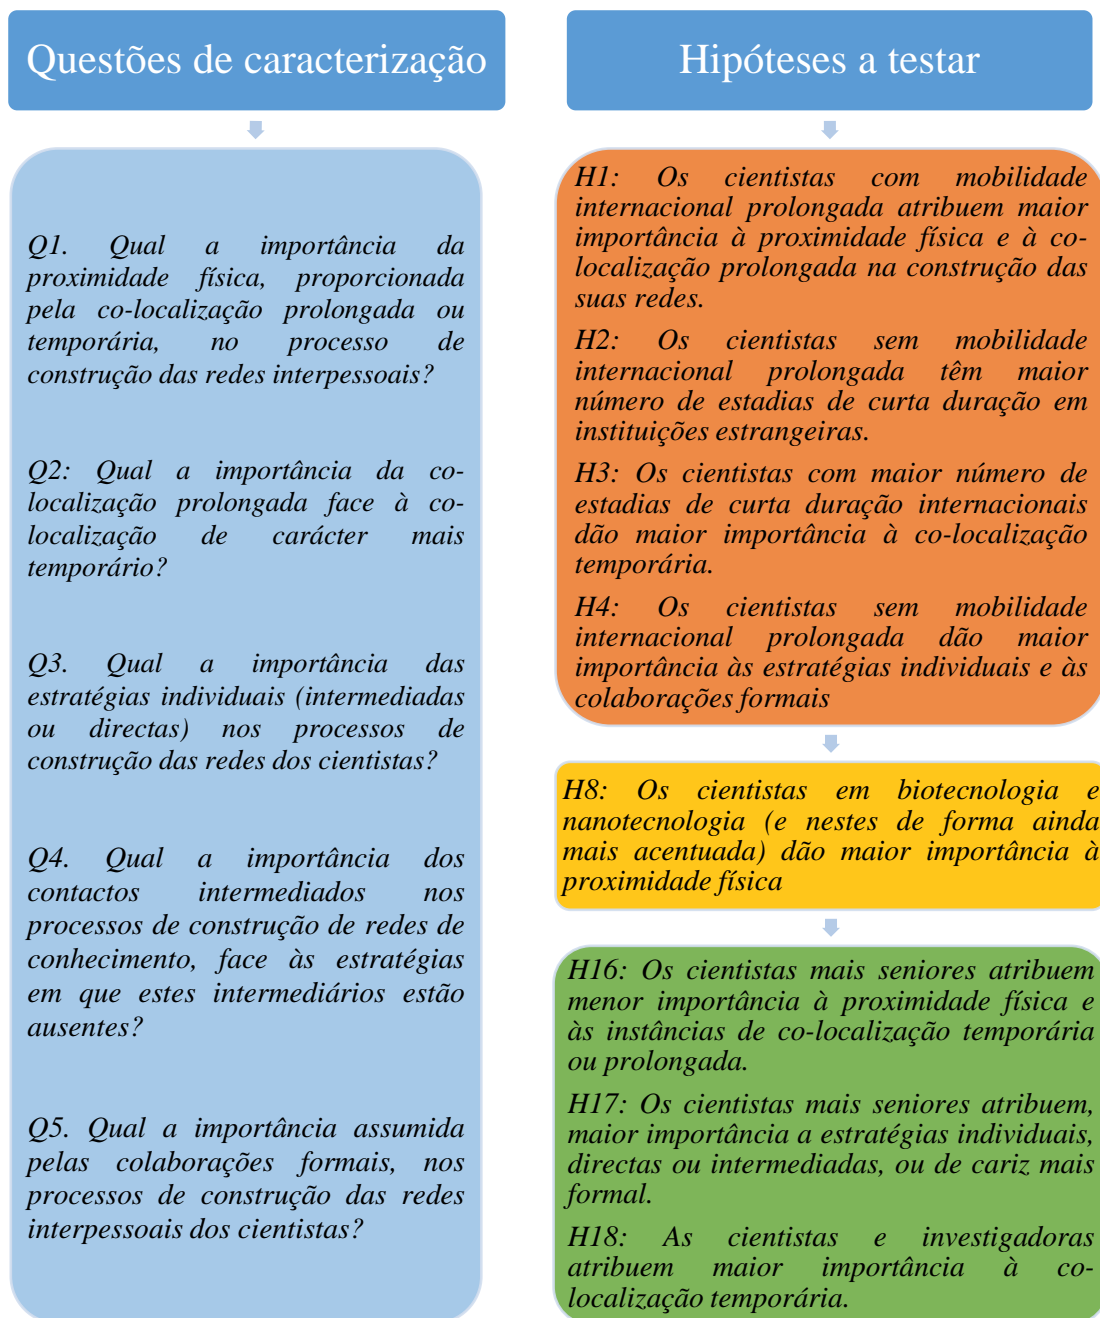 Questões de caracterização
Q1. Qual a importância da
proximidade física, proporcionada
pela co-localização prolongada ou
temporária, no processo de
construção das redes interpessoais?
Q2: Qual a importância da co-
localização prolongada face à co-
localização de carácter mais
temporário?
Q3. Qual a importância das
estratégias individuais (intermediadas
ou directas) nos processos de
construção das redes dos cientistas?
Q4. Qual a importância dos
contactos intermediados nos
processos de construção de redes de
conhecimento, face às estratégias
em que estes intermediários estão
ausentes?
Q5. Qual a importância assumida
pelas colaborações formais, nos
processos de construção das redes
interpessoais dos cientistas?
Hipóteses a testar
H1: Os cientistas com mobilidade
internacional prolongada atribuem maior
importância à proximidade física e à co-
localização prolongada na construção das
suas redes.
H2: Os cientistas sem mobilidade
internacional prolongada têm maior
número de estadias de curta duração em
instituições estrangeiras.
H3: Os cientistas com maior número de
estadias de curta duração internacionais
dão maior importância à co-localização
temporária.
H4: Os cientistas sem mobilidade
internacional prolongada dão maior
importância às estratégias individuais e às
colaborações formais
H8: Os cientistas em biotecnologia e
nanotecnologia (e nestes de forma ainda
mais acentuada) dão maior importância à
proximidade física
H16: Os cientistas mais seniores atribuem
menor importância à proximidade física e
às instâncias de co-localização temporária
ou prolongada.
H17: Os cientistas mais seniores atribuem,
maior importância a estratégias individuais,
directas ou intermediadas, ou de cariz mais
formal.
H18: As cientistas e investigadoras
atribuem maior importância à co-
localização temporária.